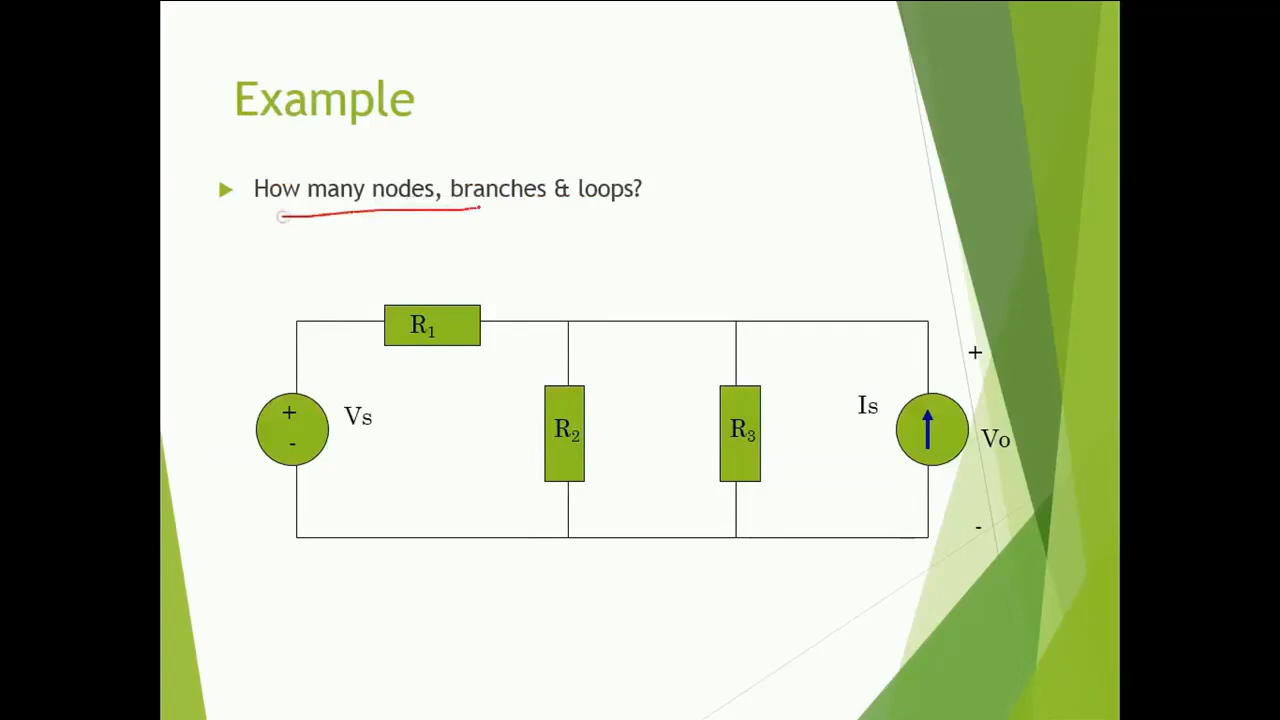 Example
How many nodes, branches & loops?
R1
+
Is
+
-
Vs
R2
R3
Vo
-